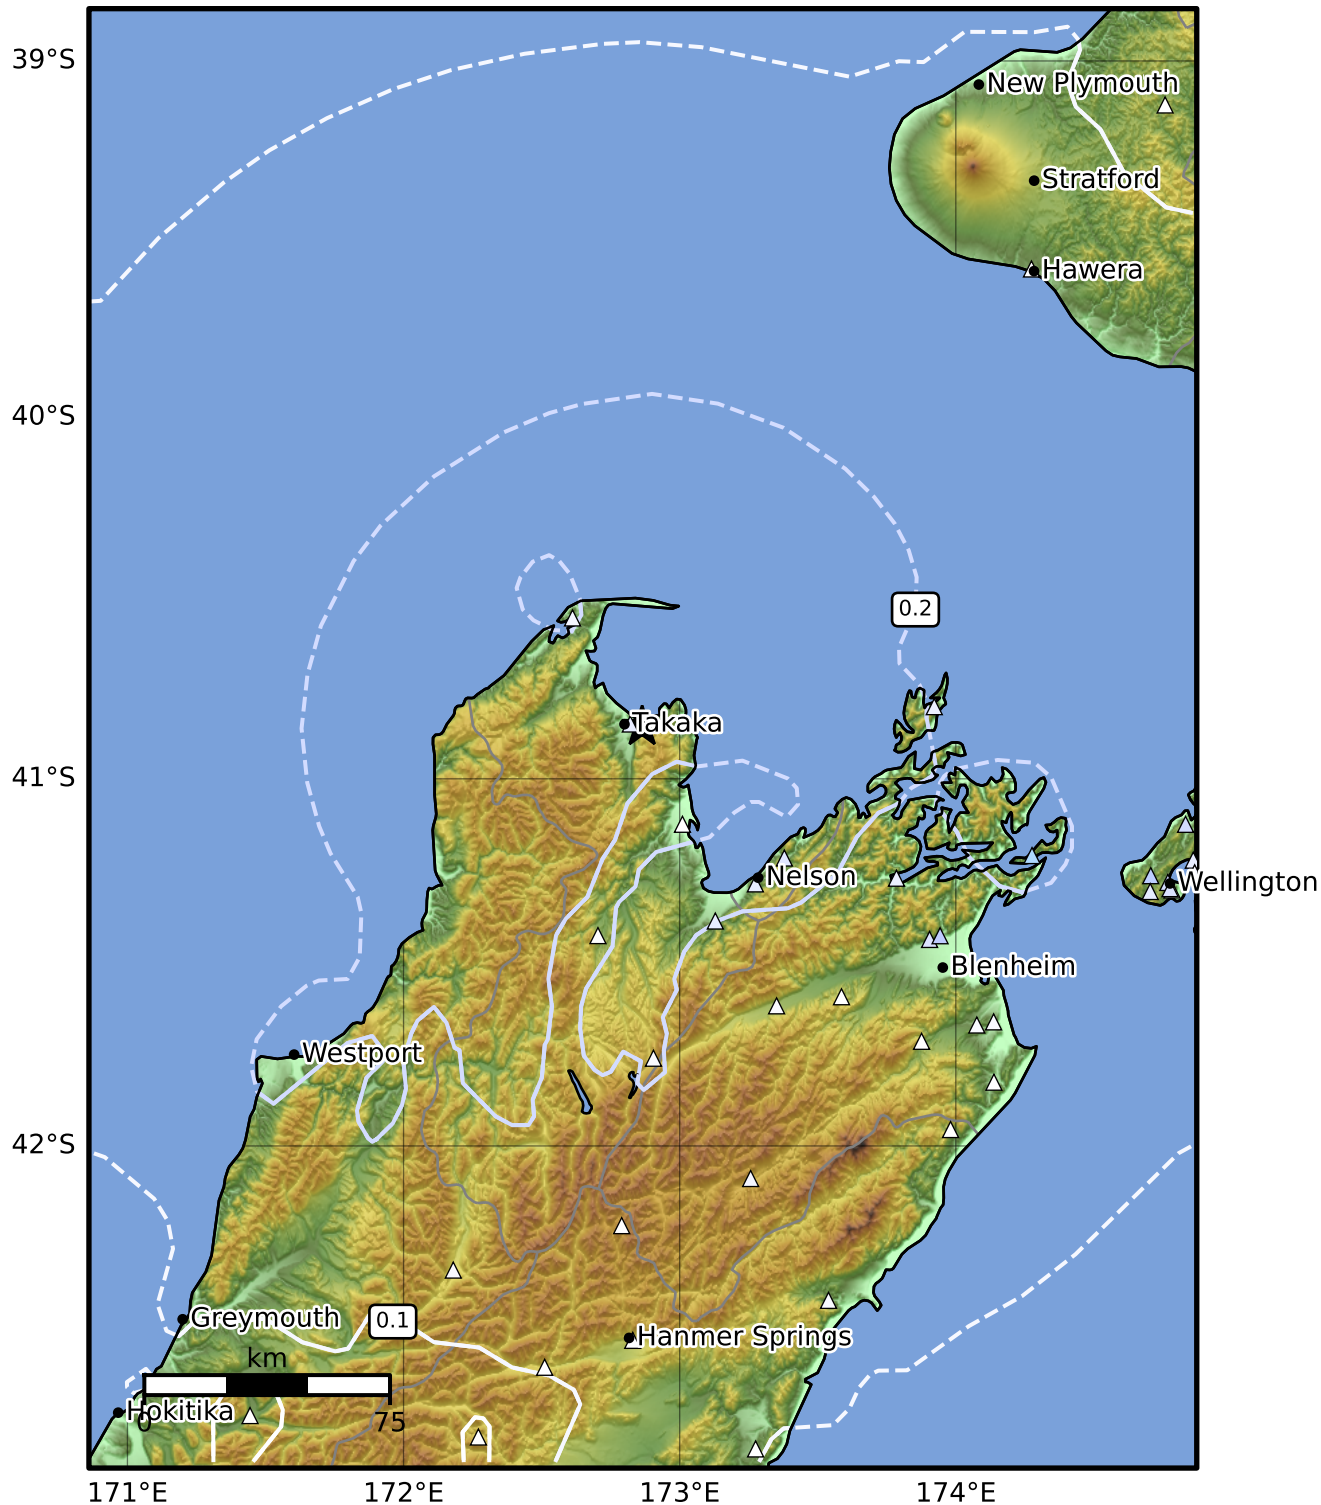 39°S
New Plymouth
Stratford
Hawera
40°S
0.2
Takaka
41°S
Nelson
Wellington
Blenheim
Westport
42°S
Greymouth
0.1
Hanmer Springs
km
Hokitika
0
75
171°E
172°E
173°E
174°E